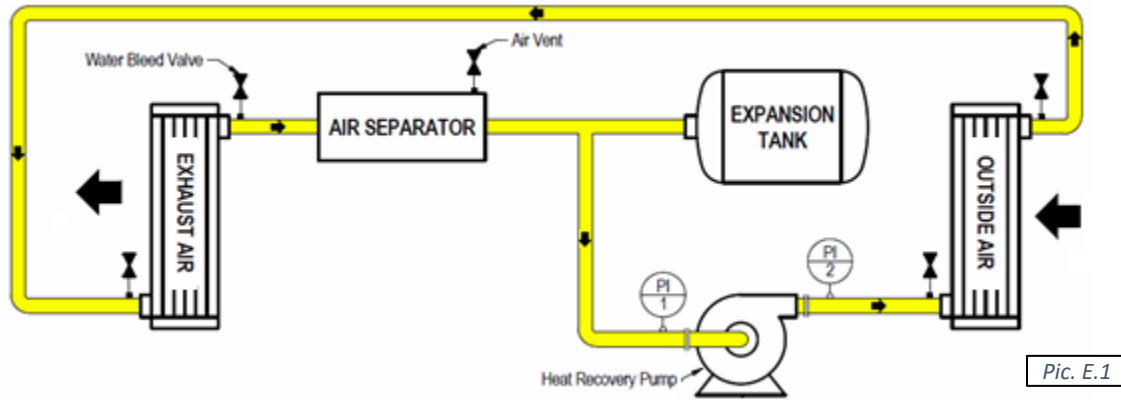 Water Bleed Valve
Air Vent
EXHAUST AIR
AIR SEPARATOR
EXPANSION
TANK
OUTSIDE AIR
PI
1
PI
2
Heat Recovery Pump
Pic. E.1